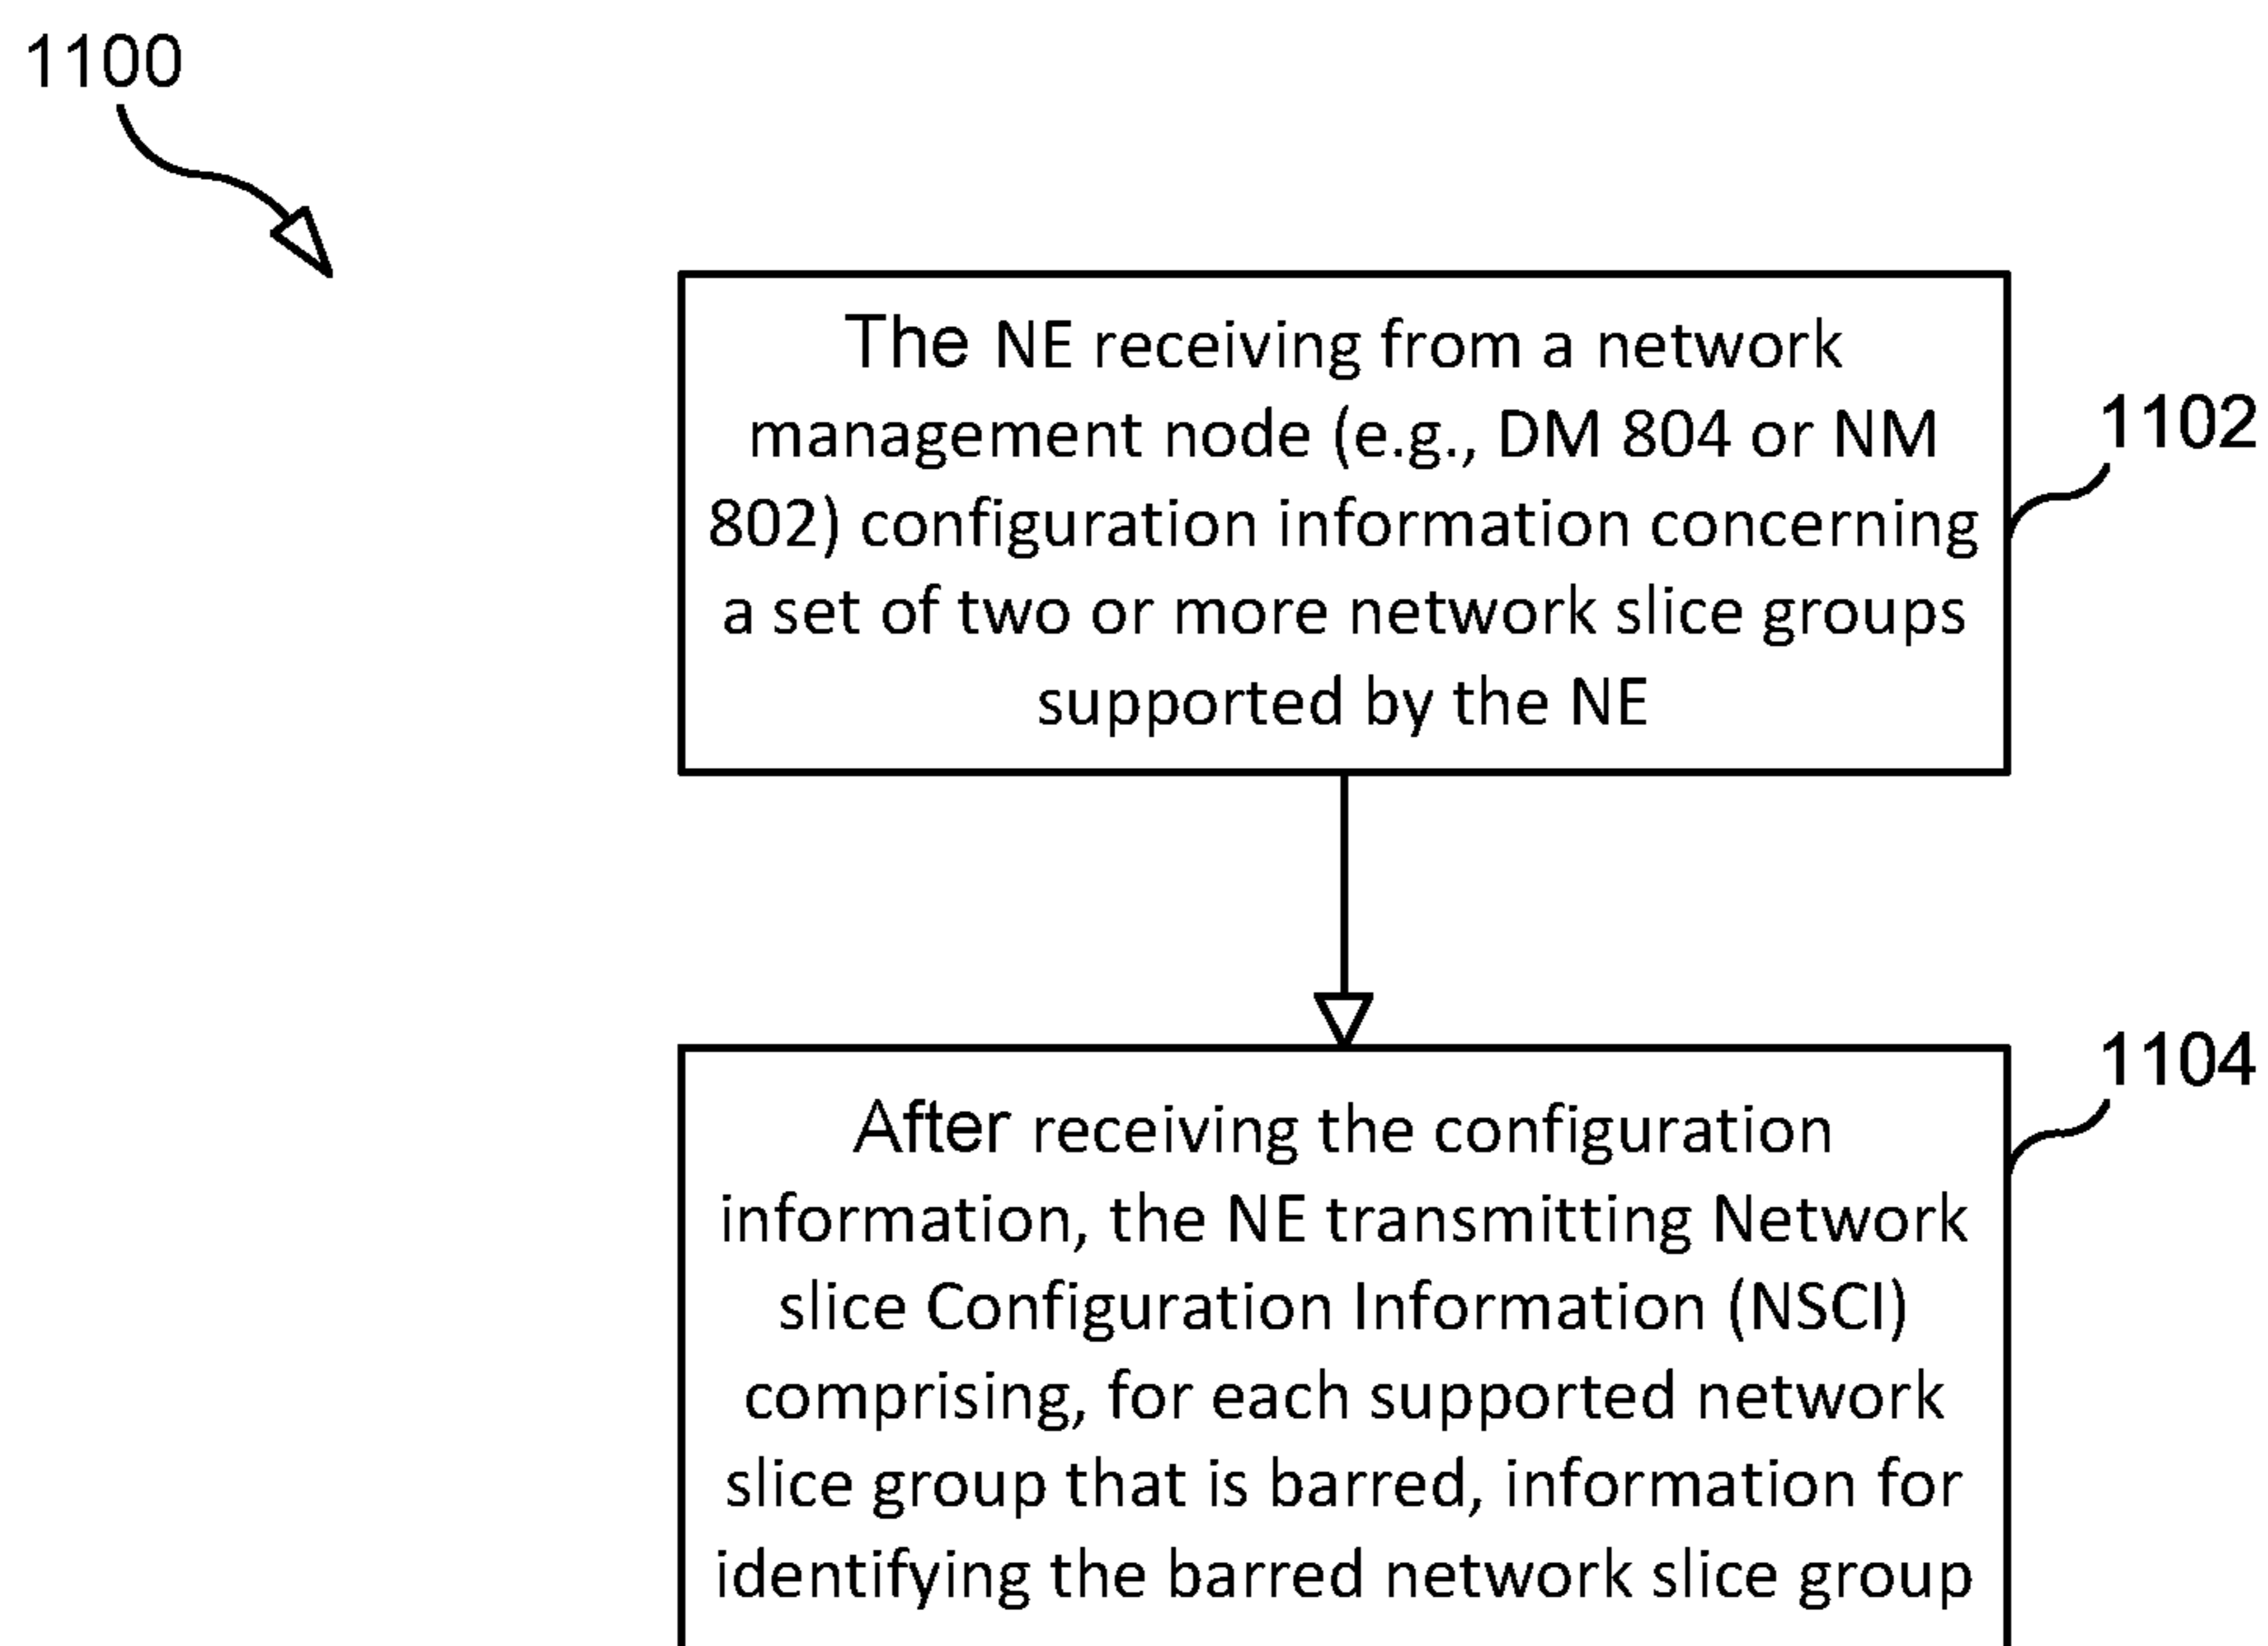 1100
The NE receiving from a network
management node (e.g., DM 804 or NM
802) configuration information concerning
a set of two or more network slice groups
supported by the NE
1102
After receiving the configuration
information, the NE transmitting Network
slice Configuration Information (NSCI)
comprising, for each supported network
slice group that is barred, information for
identifying the barred network slice group
1104